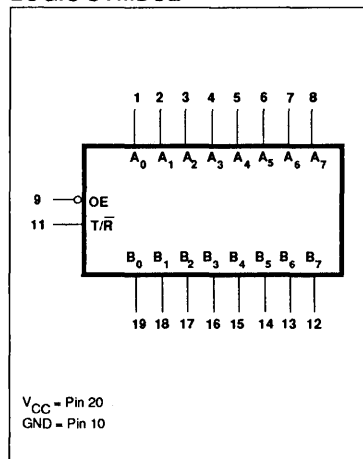 1 2 3 4 5 6 7 8
A0 A1 A2 A3 A4 A5 A6 A7
9 OE
11 T/R̅
B0 B1 B2 B3 B4 B5 B6 B7
19 18 17 16 15 14 13 12
VCC = Pin 20
GND = Pin 10